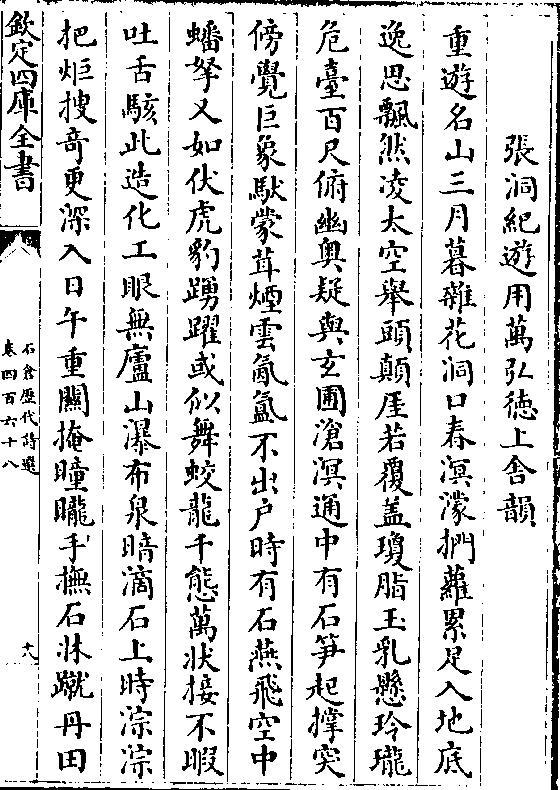 張洞紀遊用萬弘徳上舎韻
重遊名山三月暮雜花洞口春溟濛捫蘿累足入地底
逸思飄然凌太空舉頭顛厓若覆盖瓊脂玉乳懸玲瓏
危臺百尺俯幽奥疑與玄圃滄溟通中有石笋起撑突
傍覺巨象馱蒙茸煙雲氤氲不出户時有石燕飛空中
蟠拏又如伏虎豹踴躍或似舞蛟龍千態萬狀接不暇
吐舌駭此造化工眼無廬山瀑布泉暗滴石上時淙淙
把炬搜竒更深入日午重闗掩曈曨手撫石牀蹴丹田
欽定四庫全書
石倉歴代詩選
卷四百六十八
十八